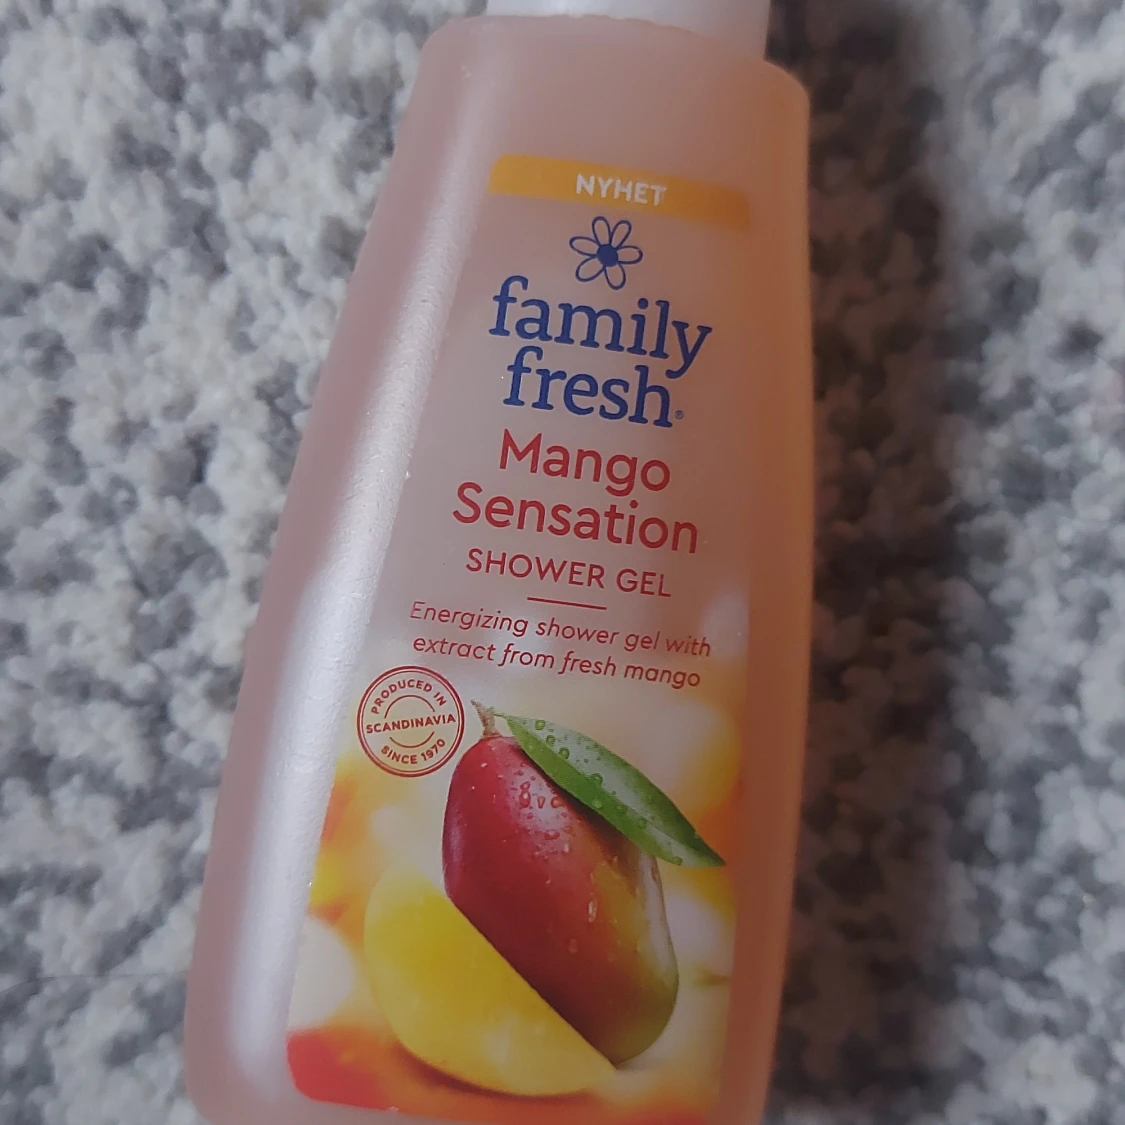 NYHET
family
fresh®
Mango
Sensation
SHOWER GEL
Energizing shower gel with
extract from fresh mango
PRODUCED IN
SCANDINAVIA
SINCE 1970